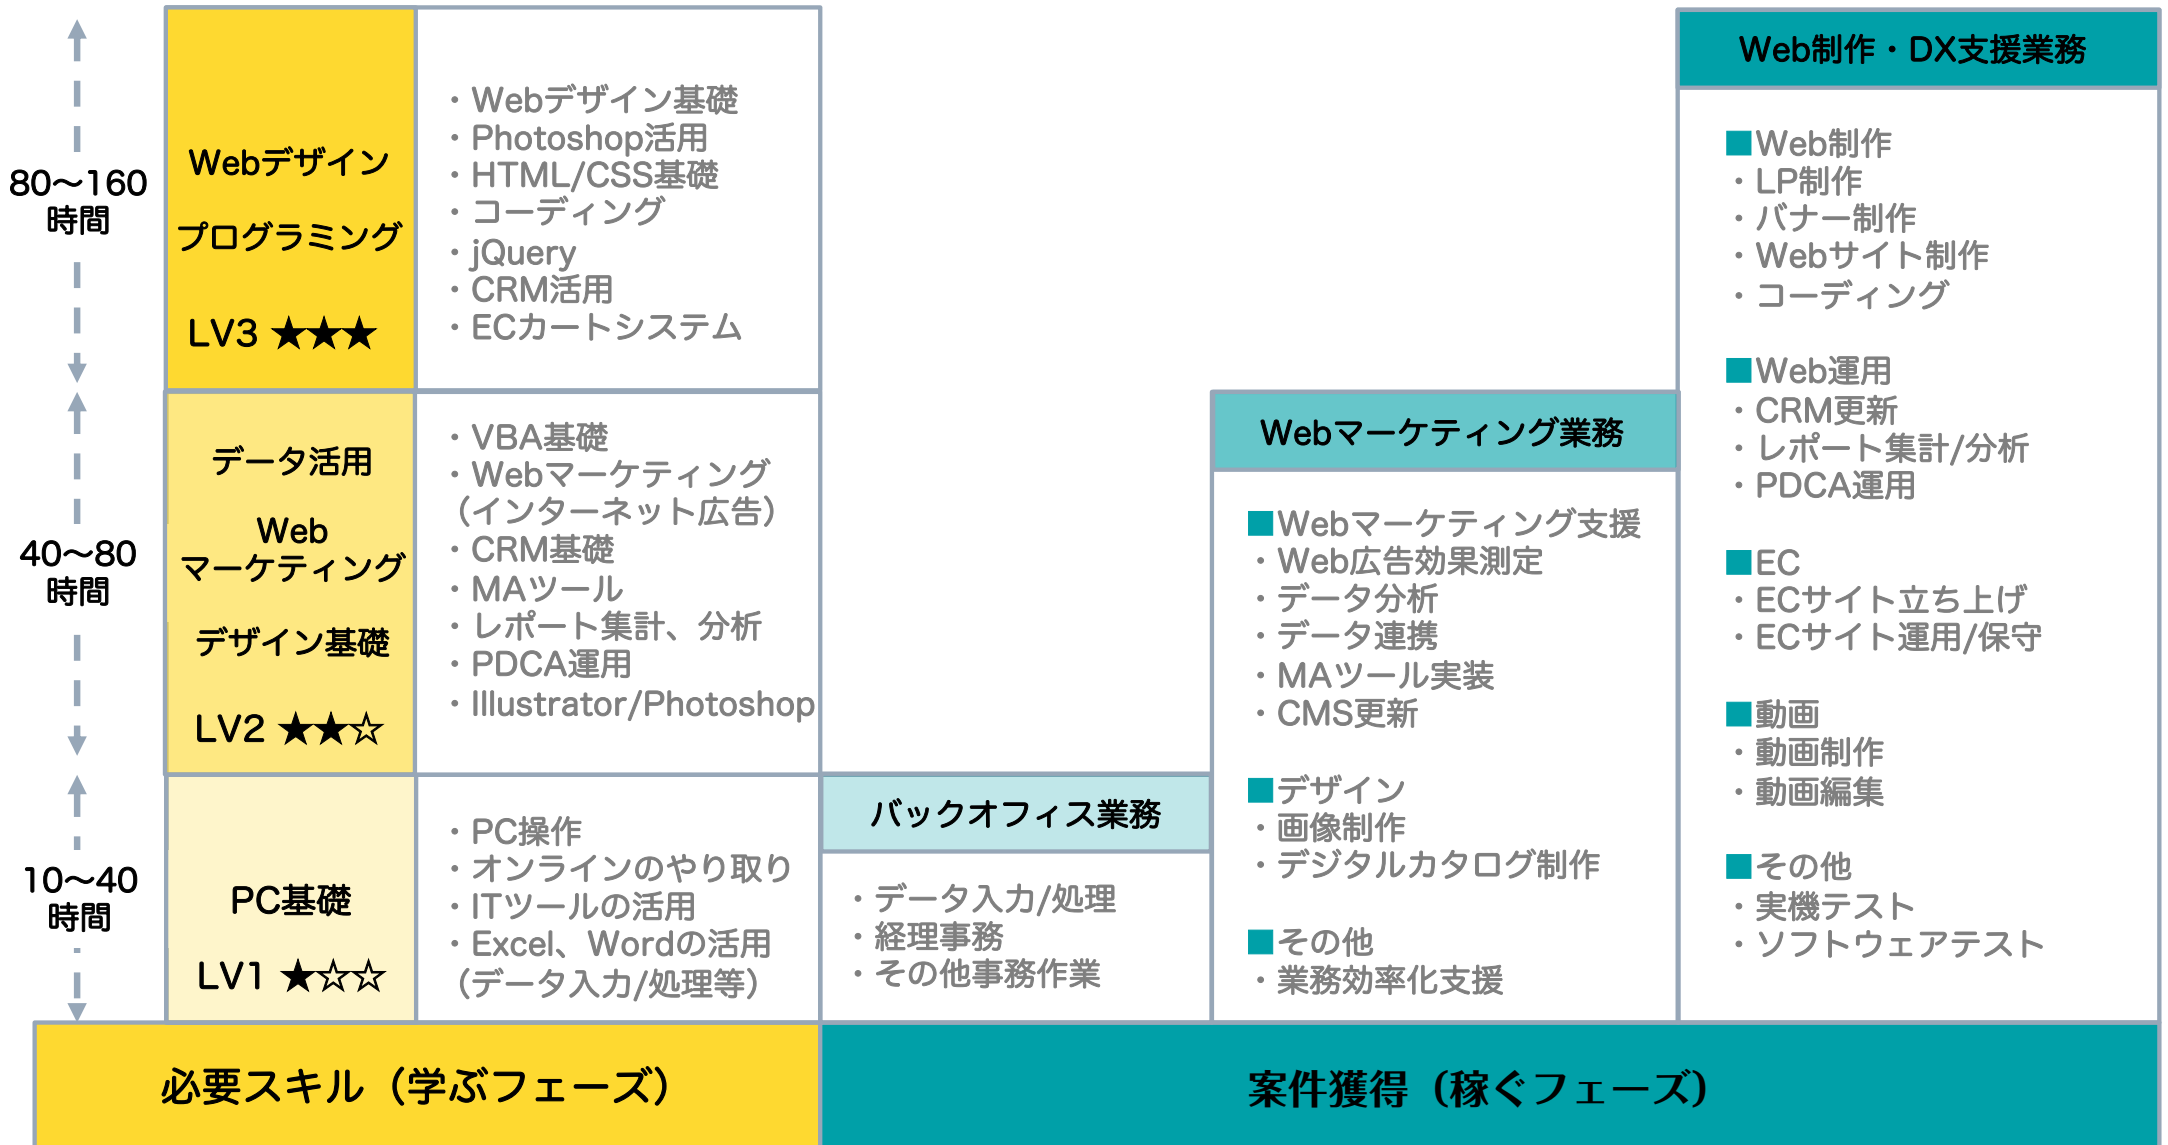 80～160
時間
Webデザイン
プログラミング
LV3 ★★★
・Webデザイン基礎
・Photoshop活用
・HTML/CSS基礎
・コーディング
・jQuery
・CRM活用
・ECカートシステム
40～80
時間
データ活用
Web
マーケティング
デザイン基礎
LV2 ★★☆
・VBA基礎
・Webマーケティング
（インターネット広告）
・CRM基礎
・MAツール
・レポート集計、分析
・PDCA運用
・Illustrator/Photoshop
10～40
時間
PC基礎
LV1 ★☆☆
・PC操作
・オンラインのやり取り
・ITツールの活用
・Excel、Wordの活用
（データ入力/処理等）
必要スキル（学ぶフェーズ）
バックオフィス業務
・データ入力/処理
・経理事務
・その他事務作業
Webマーケティング業務
■Webマーケティング支援
・Web広告効果測定
・データ分析
・データ連携
・MAツール実装
・CMS更新
■デザイン
・画像制作
・デジタルカタログ制作
■その他
・業務効率化支援
Web制作・DX支援業務
■Web制作
・LP制作
・バナー制作
・Webサイト制作
・コーディング
■Web運用
・CRM更新
・レポート集計/分析
・PDCA運用
■EC
・ECサイト立ち上げ
・ECサイト運用/保守
■動画
・動画制作
・動画編集
■その他
・実機テスト
・ソフトウェアテスト
案件獲得（稼ぐフェーズ）